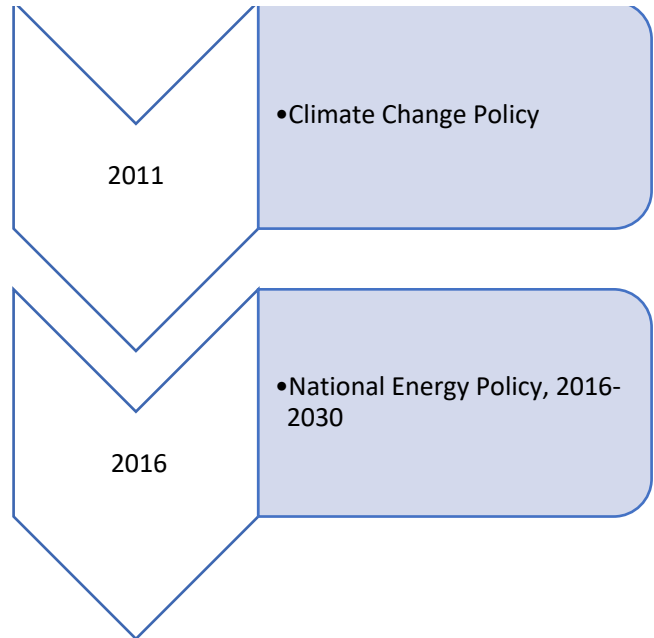 2011
•Climate Change Policy
2016
•National Energy Policy, 2016-
2030